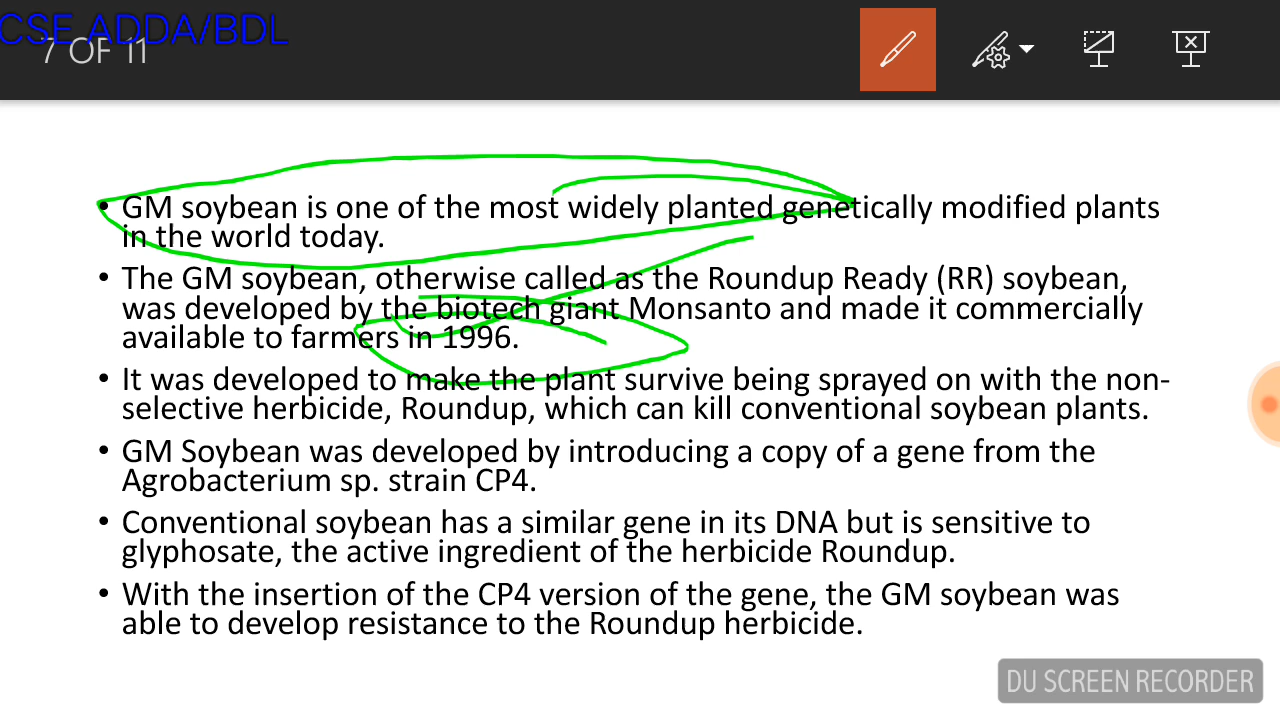 CSE ADDA/BDL
7 OF 11
• GM soybean is one of the most widely planted genetically modified plants
in the world today.
• The GM soybean, otherwise called as the Roundup Ready (RR) soybean,
was developed by the biotech giant Monsanto and made it commercially
available to farmers in 1996.
• It was developed to make the plant survive being sprayed on with the non-
selective herbicide, Roundup, which can kill conventional soybean plants.
• GM Soybean was developed by introducing a copy of a gene from the
Agrobacterium sp. strain CP4.
• Conventional soybean has a similar gene in its DNA but is sensitive to
glyphosate, the active ingredient of the herbicide Roundup.
• With the insertion of the CP4 version of the gene, the GM soybean was
able to develop resistance to the Roundup herbicide.
DU SCREEN RECORDER